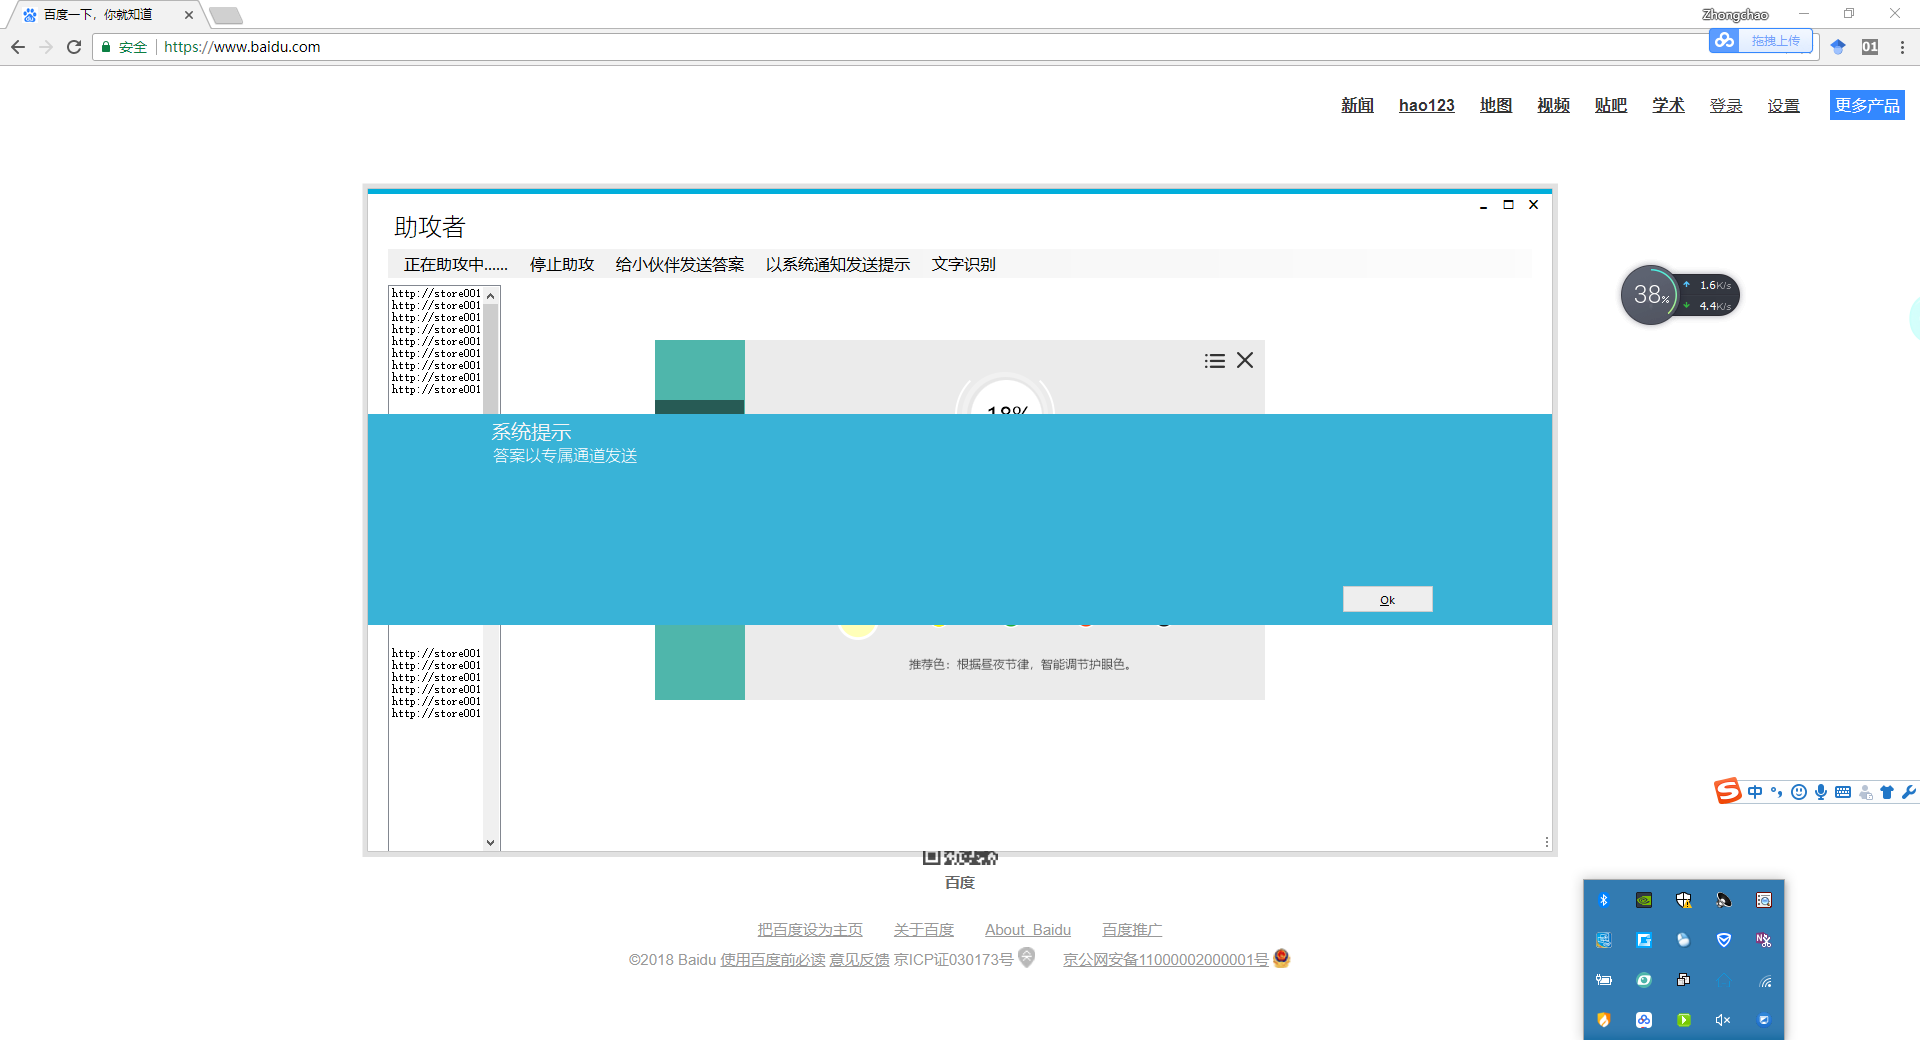 百度一下，你就知道
Zhongchao
安全
https://www.baidu.com
拖拽上传
01
新闻 hao123 地图 视频 贴吧 学术 登录 设置 更多产品
助攻者
正在助攻中...... 停止助攻 给小伙伴发送答案 以系统通知发送提示 文字识别
http://store001
http://store001
http://store001
http://store001
http://store001
http://store001
http://store001
http://store001
http://store001
38%
1.6K/s
4.4K/s
18%
系统提示
答案以专属通道发送
Ok
http://store001
http://store001
http://store001
http://store001
http://store001
http://store001
推荐色：根据昼夜节律，智能调节护眼色。
中
百度
把百度设为主页 关于百度 About Baidu 百度推广
©2018 Baidu 使用百度前必读 意见反馈 京ICP证030173号 京公网安备11000002000001号